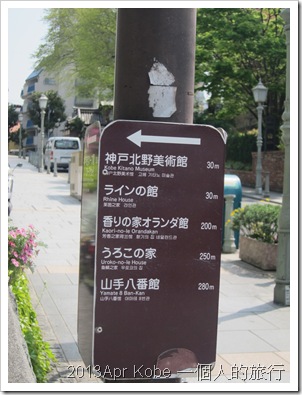 神戸北野美術館 30m
Kobe Kitano Museum
ラインの館 30m
Rhine House
香りの家オランダ館 200m
Kaori-no-Ie Orandakan
うろこの家 250m
Uroko-no-Ie House
山手八番館 280m
Yamate 8 Ban-Kan
2013Apr Kobe 一個人的旅行